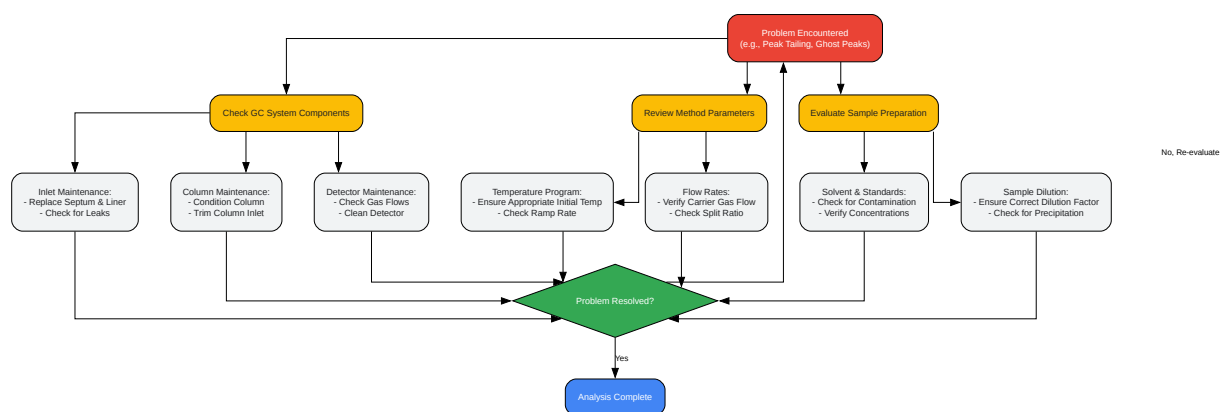 Problem Encountered
(e.g., Peak Tailing, Ghost Peaks)
Check GC System Components
Review Method Parameters
Evaluate Sample Preparation
No, Re-evaluate
Inlet Maintenance:
- Replace Septum & Liner
- Check for Leaks
Column Maintenance:
- Condition Column
- Trim Column Inlet
Detector Maintenance:
- Check Gas Flows
- Clean Detector
Temperature Program:
- Ensure Appropriate Initial Temp
- Check Ramp Rate
Flow Rates:
- Verify Carrier Gas Flow
- Check Split Ratio
Solvent & Standards:
- Check for Contamination
- Verify Concentrations
Sample Dilution:
- Ensure Correct Dilution Factor
- Check for Precipitation
Problem Resolved?
Yes
Analysis Complete